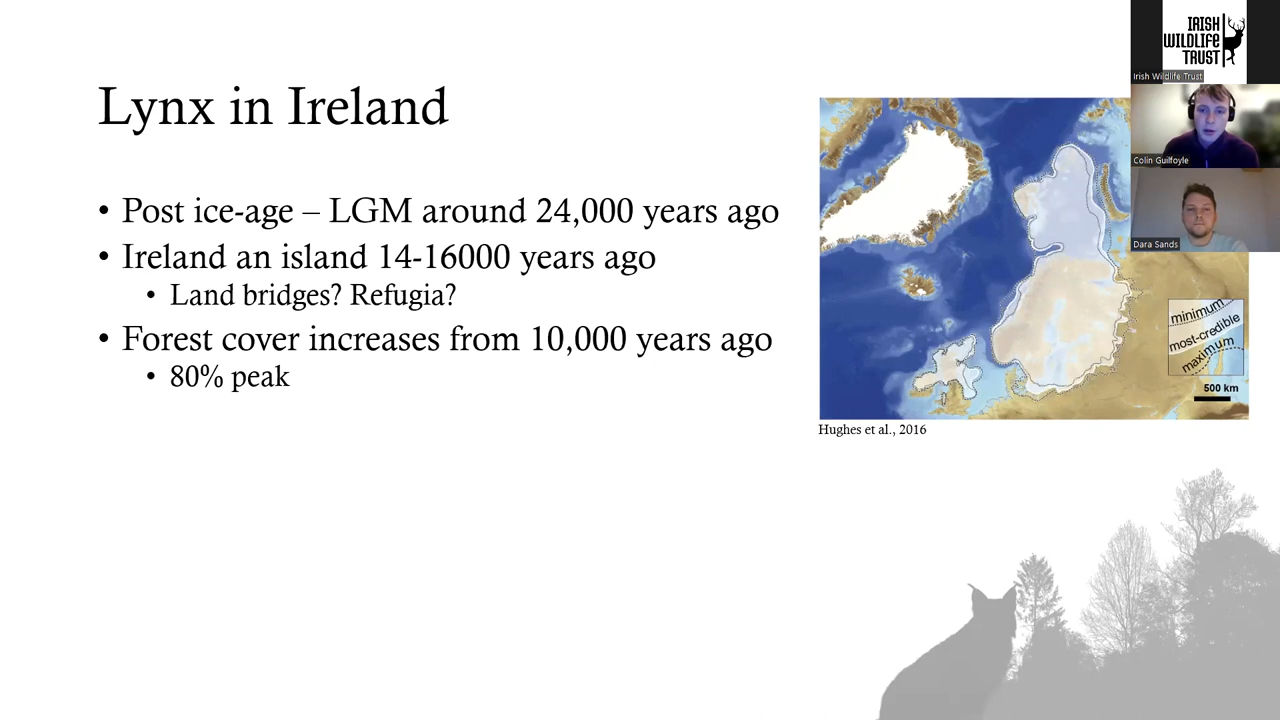 Lynx in Ireland
• Post ice-age – LGM around 24,000 years ago
• Ireland an island 14-16000 years ago
• Land bridges? Refugia?
• Forest cover increases from 10,000 years ago
• 80% peak
minimum
most-credible
maximum
500 km
Hughes et al., 2016
IRISH
WILDLIFE
TRUST
Irish Wildlife Trust
Colin Guilfoyle
Dara Sands